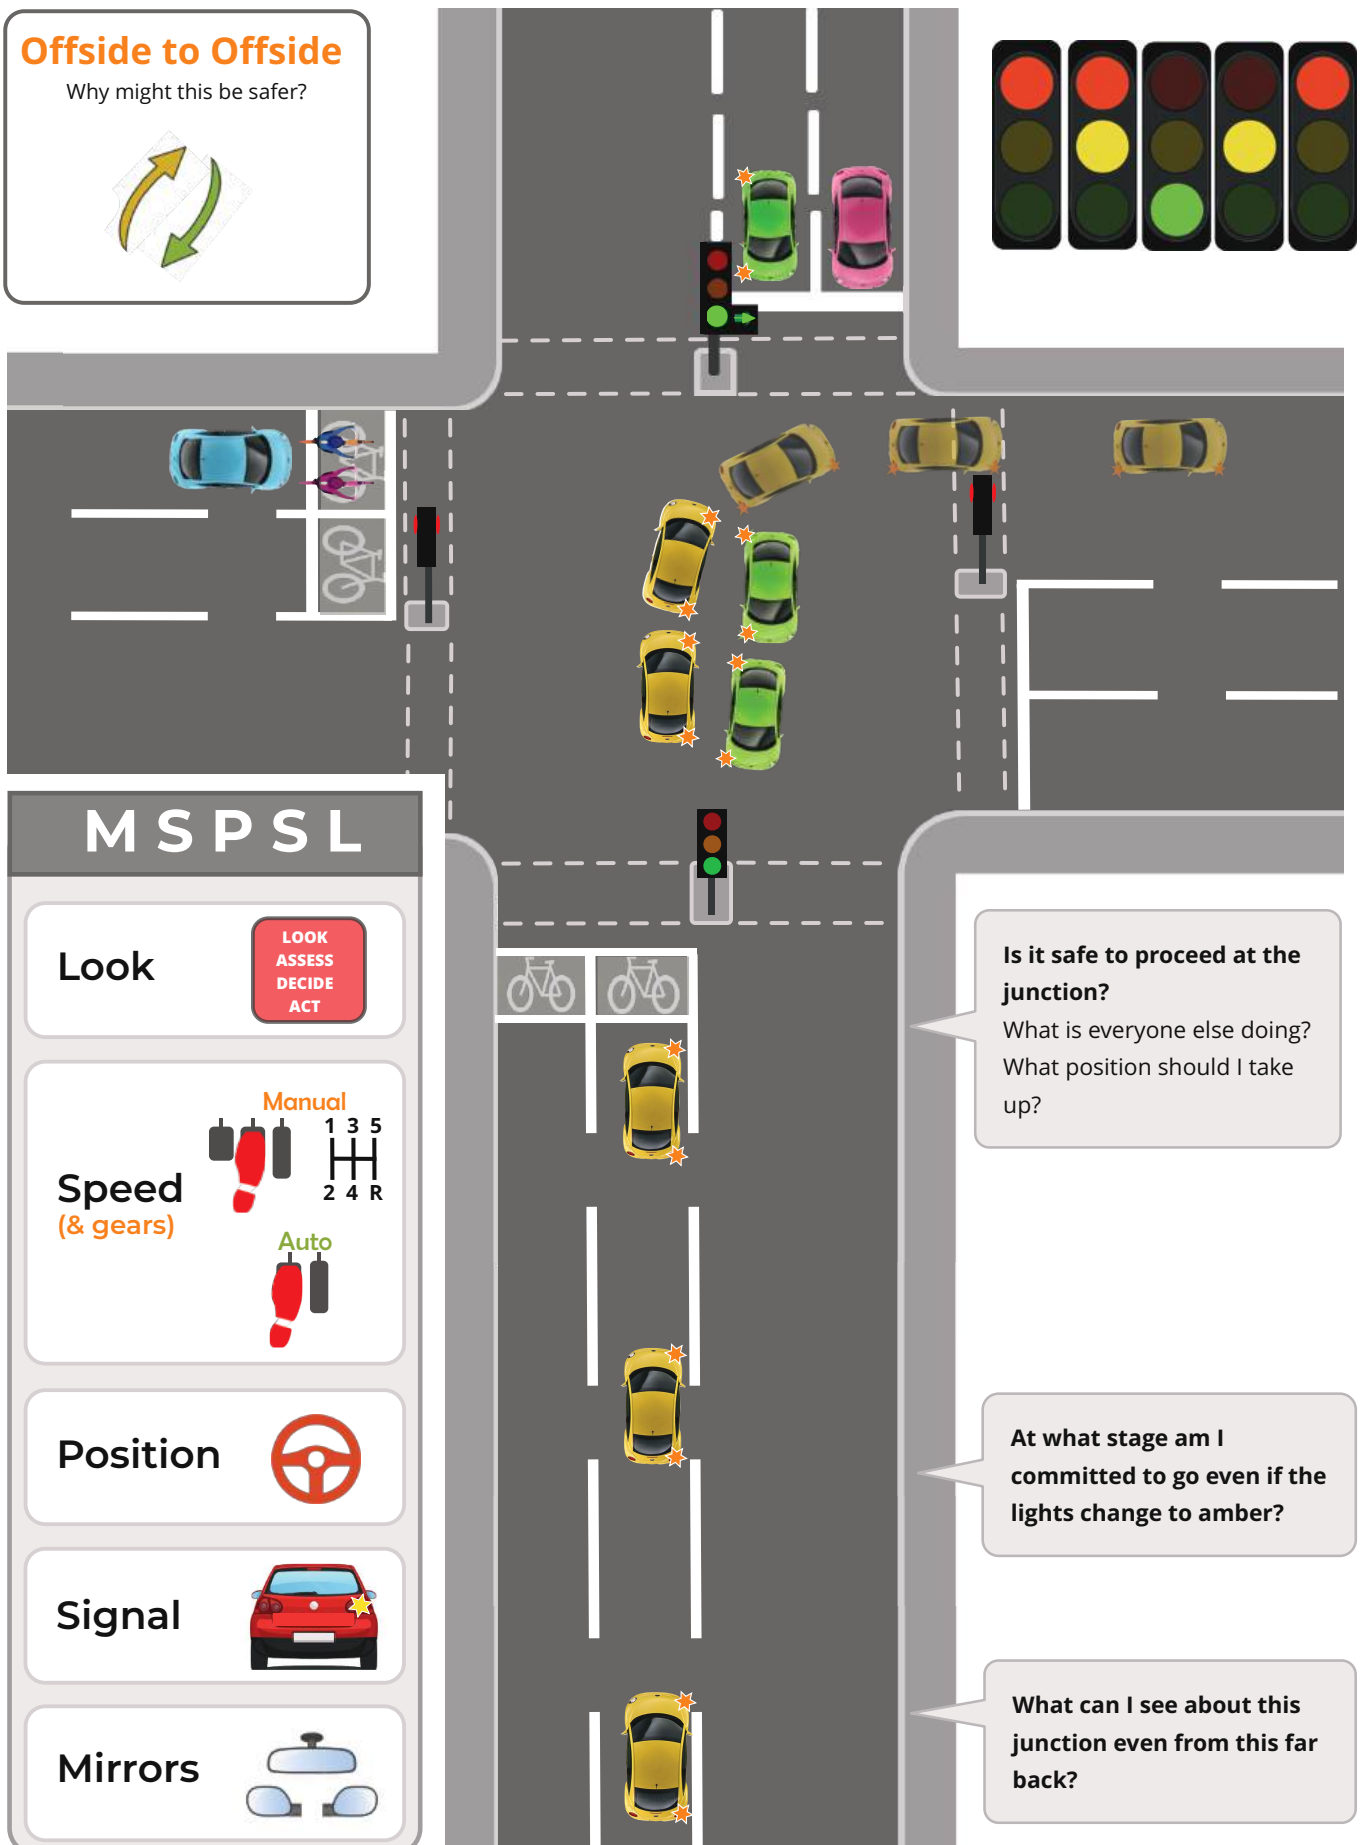 Offside to Offside
Why might this be safer?
M S P S L
Look
LOOK
ASSESS
DECIDE
ACT
Manual
1 3 5
2 4 R
Speed
(& gears)
Auto
Position
Signal
Mirrors
Is it safe to proceed at the
junction?
What is everyone else doing?
What position should I take
up?
At what stage am I
committed to go even if the
lights change to amber?
What can I see about this
junction even from this far
back?